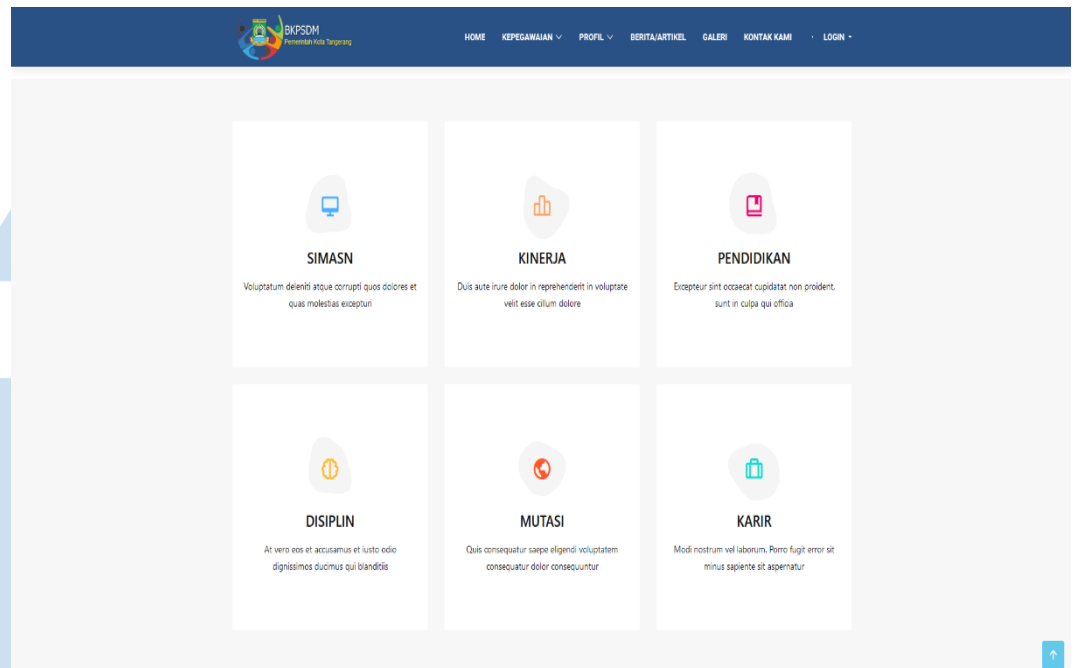 BKPSDM
Pemerintah Kota Tangerang
HOME KEPEGAWAIAN PROFIL BERITA/ARTIKEL GALERI KONTAK KAMI LOGIN
SIMASN
Voluptatum deleniti atque corrupti quos dolores et
quas molestias excepturi
KINERJA
Duis aute irure dolor in reprehenderit in voluptate
velit esse cillum dolore
PENDIDIKAN
Excepteur sint occaecat cupidatat non proident,
sunt in culpa qui officia
DISIPLIN
At vero eos et accusamus et iusto odio
dignissimos ducimus qui blanditiis
MUTASI
Quis consequatur saepe eligendi voluptatem
consequatur dolor consequuntur
KARIR
Modi nostrum vel laborum. Porro fugit error sit
minus sapiente sit aspernatur